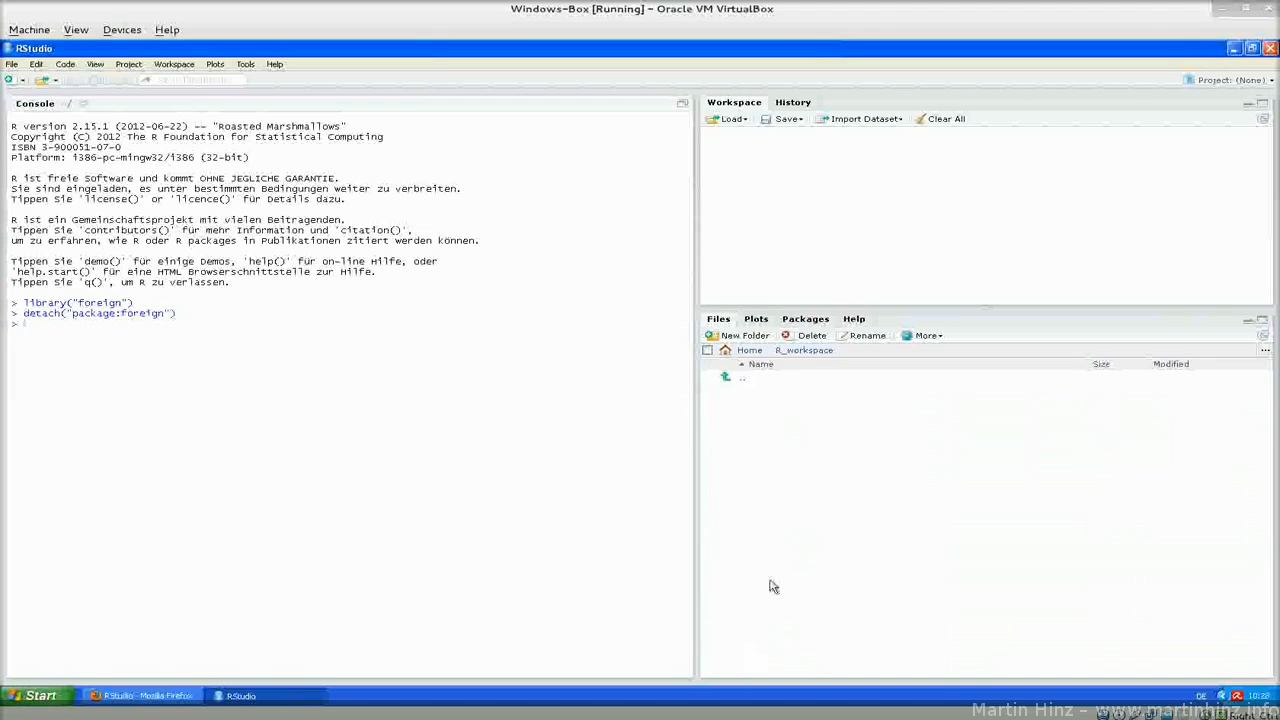 Windows-Box [Running] - Oracle VM VirtualBox
Machine View Devices Help
RStudio
File Edit Code View Project Workspace Plots Tools Help
Project: (None)
Console ~/
R version 2.15.1 (2012-06-22) -- "Roasted Marshmallows"
Copyright (C) 2012 The R Foundation for Statistical Computing
ISBN 3-900051-07-0
Platform: i386-pc-mingw32/i386 (32-bit)
R ist freie Software und kommt OHNE JEGLICHE GARANTIE.
Sie sind eingeladen, es unter bestimmten Bedingungen weiter zu verbreiten.
Tippen Sie 'license()' or 'licence()' für Details dazu.
R ist ein Gemeinschaftsprojekt mit vielen Beitragenden.
Tippen Sie 'contributors()' für mehr Information und 'citation()',
um zu erfahren, wie R oder R packages in Publikationen zitiert werden können.
Tippen Sie 'demo()' für einige Demos, 'help()' für on-line Hilfe, oder
'help.start()' für eine HTML Browserschnittstelle zur Hilfe.
Tippen Sie 'q()', um R zu verlassen.
> library("foreign")
> detach("package:foreign")
>
Workspace History
Load Save Import Dataset Clear All
Files Plots Packages Help
New Folder Delete Rename More
Home R_workspace
Name Size Modified
..
Start RStudio - Mozilla Firefox RStudio DE 10:28
Martin Hinz - www.martinhinz.info